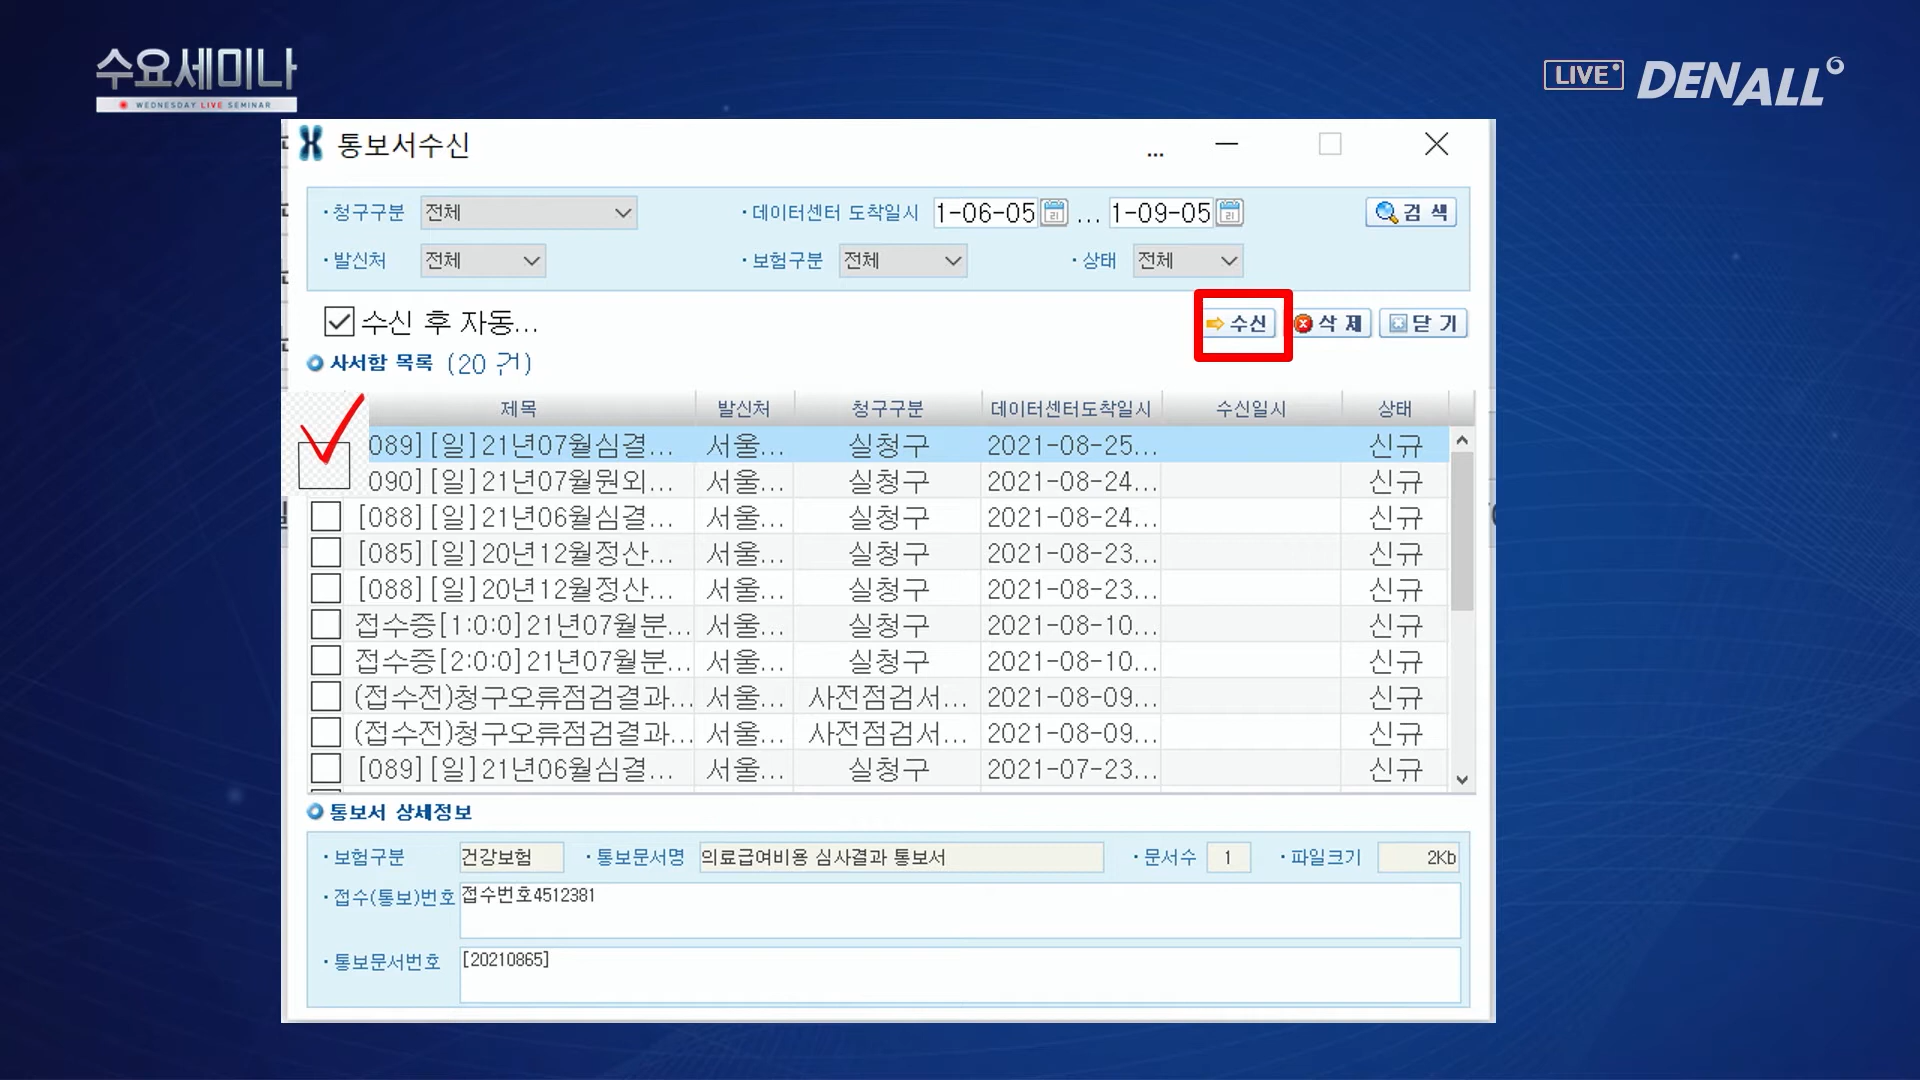 수요세미나
WEDNESDAY LIVE SEMINAR
LIVE DENALL
통보서수신 ...
청구구분 전체 데이터센터 도착일시 1-06-05 ... 1-09-05 검 색
발신처 전체 보험구분 전체 상태 전체
수신 후 자동... 수신 삭 제 닫 기
사서함 목록 (20 건)
제목 발신처 청구구분 데이터센터도착일시 수신일시 상태
089][일]21년07월심결... 서울... 실청구 2021-08-25... 신규
090][일]21년07월원외... 서울... 실청구 2021-08-24... 신규
[088][일]21년06월심결... 서울... 실청구 2021-08-24... 신규
[085][일]20년12월정산... 서울... 실청구 2021-08-23... 신규
[088][일]20년12월정산... 서울... 실청구 2021-08-23... 신규
접수증[1:0:0]21년07월분... 서울... 실청구 2021-08-10... 신규
접수증[2:0:0]21년07월분... 서울... 실청구 2021-08-10... 신규
(접수전)청구오류점검결과... 서울... 사전점검서... 2021-08-09... 신규
(접수전)청구오류점검결과... 서울... 사전점검서... 2021-08-09... 신규
[089][일]21년06월심결... 서울... 실청구 2021-07-23... 신규
통보서 상세정보
보험구분 건강보험 통보문서명 의료급여비용 심사결과 통보서 문서수 1 파일크기 2Kb
접수(통보)번호 접수번호4512381
통보문서번호 [20210865]